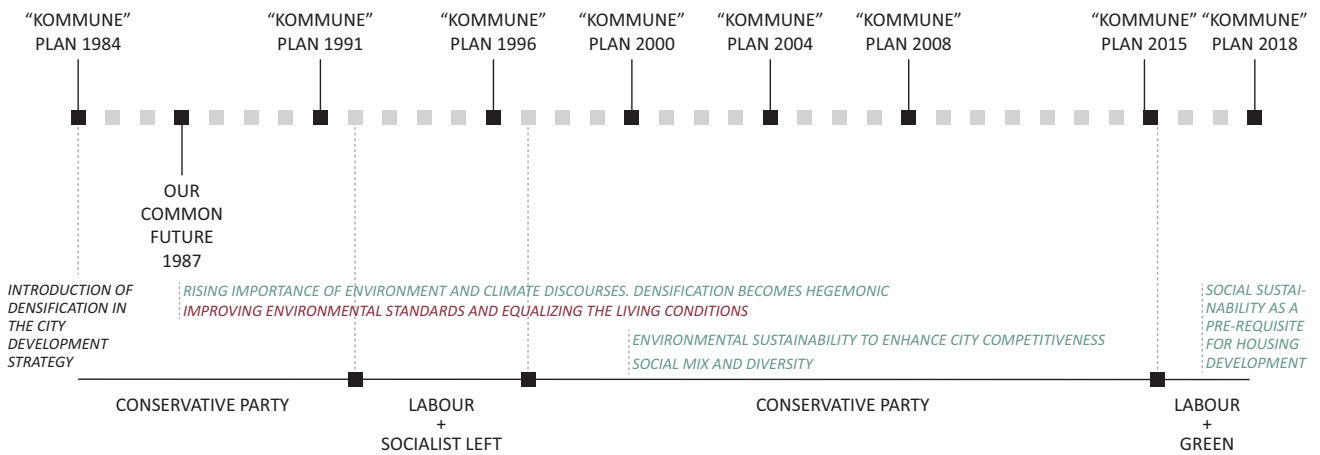 “KOMMUNE”
PLAN 1984
“KOMMUNE”
PLAN 1991
“KOMMUNE”
PLAN 1996
“KOMMUNE”
PLAN 2000
“KOMMUNE”
PLAN 2004
“KOMMUNE”
PLAN 2008
“KOMMUNE”
PLAN 2015
“KOMMUNE”
PLAN 2018
OUR
COMMON
FUTURE
1987
INTRODUCTION OF
DENSIFICATION IN
THE CITY
DEVELOPMENT
STRATEGY
RISING IMPORTANCE OF ENVIRONMENT AND CLIMATE DISCOURSES. DENSIFICATION BECOMES HEGEMONIC
IMPROVING ENVIRONMENTAL STANDARDS AND EQUALIZING THE LIVING CONDITIONS
ENVIRONMENTAL SUSTAINABILITY TO ENHANCE CITY COMPETITIVENESS
SOCIAL MIX AND DIVERSITY
SOCIAL SUSTAI-
NABILITY AS A
PRE-REQUISITE
FOR HOUSING
DEVELOPMENT
CONSERVATIVE PARTY
LABOUR
+
SOCIALIST LEFT
CONSERVATIVE PARTY
LABOUR
+
GREEN